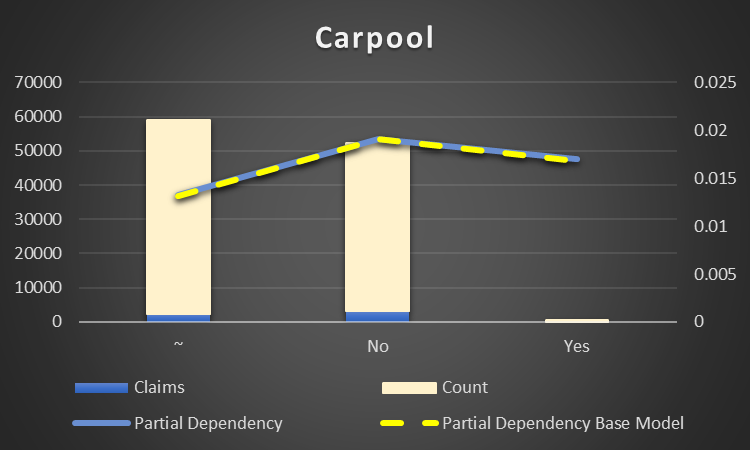 Carpool
70000 0.025
60000 0.02
50000
40000 0.015
30000 0.01
20000
10000 0.005
0 0
~ No Yes
Claims Count
Partial Dependency Partial Dependency Base Model